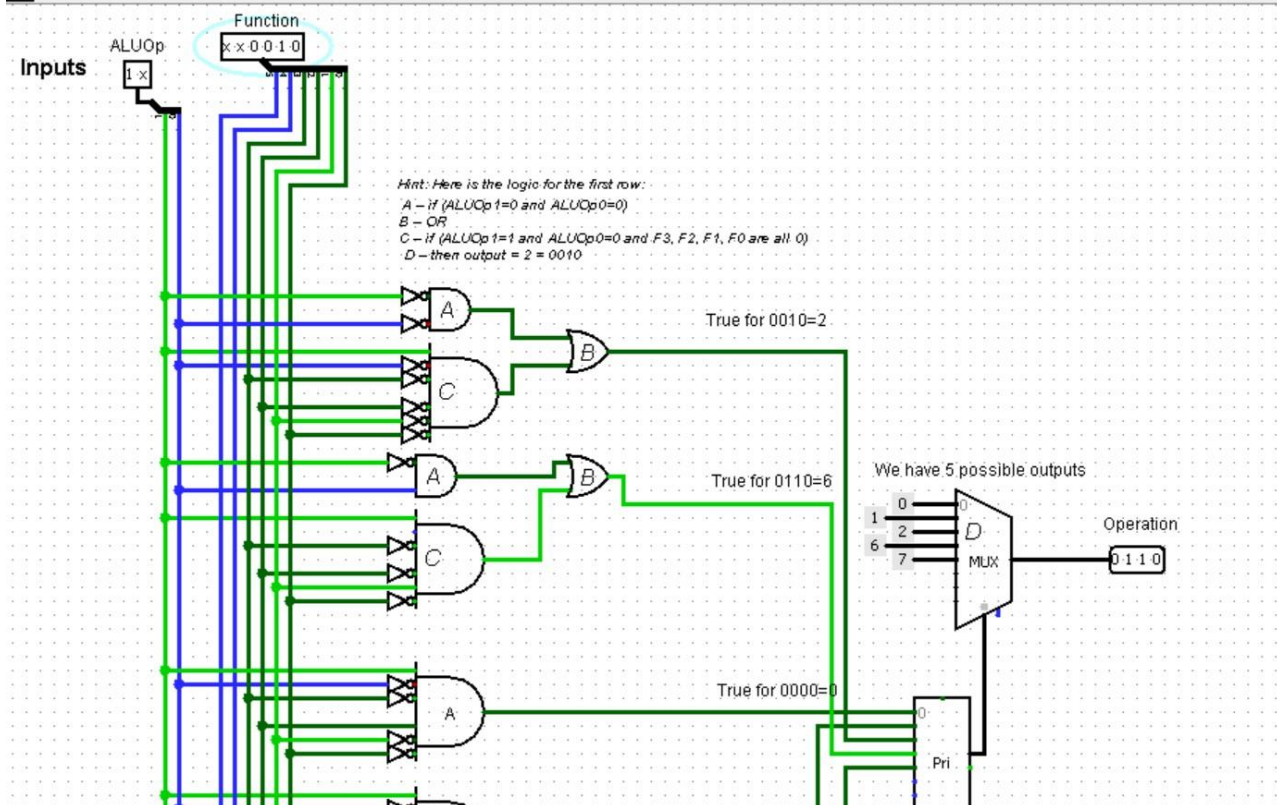 Function
x x 0 0 1 0
ALUOp
1 x
Inputs
Hint: Here is the logic for the first row:
A – if (ALUOp1=0 and ALUOp0=0)
B – OR
C – if (ALUOp1=1 and ALUOp0=0 and F3, F2, F1, F0 are all 0)
D – then output = 2 = 0010
A
B
True for 0010=2
C
A
B
True for 0110=6
C
We have 5 possible outputs
0
0
1
2
D
6
7
MUX
Operation
0 1 1 0
True for 0000=0
A
0
Pri